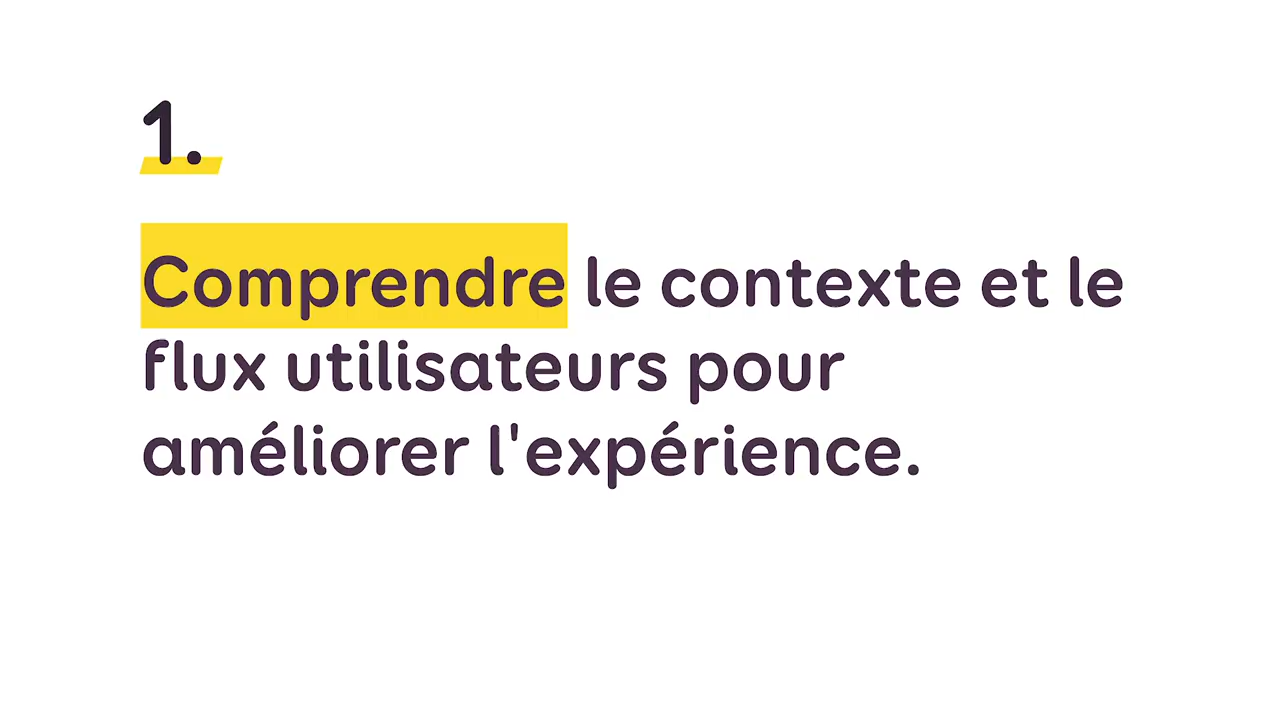 1.
Comprendre le contexte et le
flux utilisateurs pour
améliorer l'expérience.